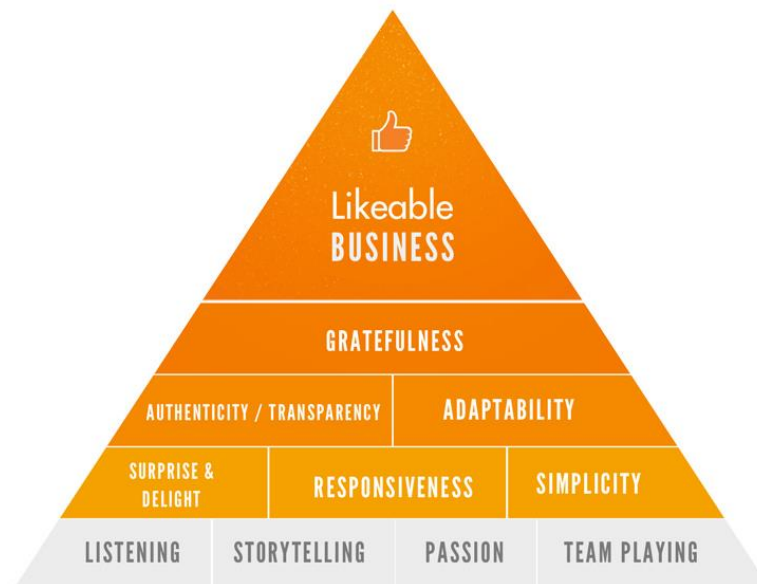 Likeable
BUSINESS
GRATEFULNESS
AUTHENTICITY / TRANSPARENCY
ADAPTABILITY
SURPRISE &
DELIGHT
RESPONSIVENESS
SIMPLICITY
LISTENING
STORYTELLING
PASSION
TEAM PLAYING